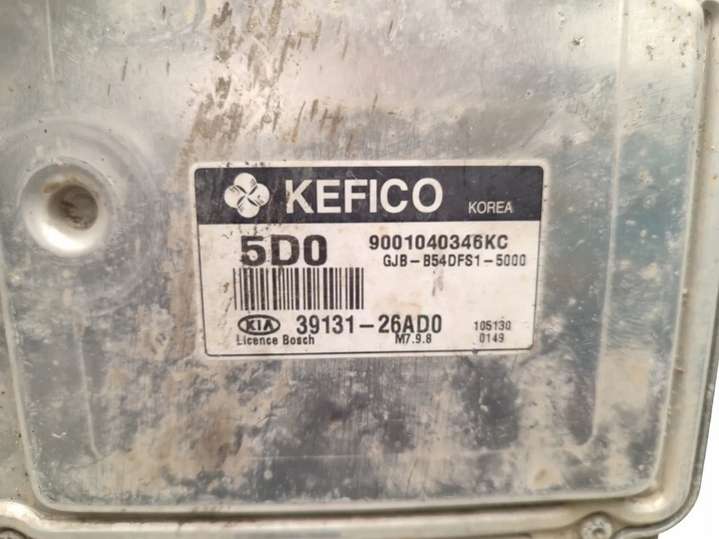 KEFICO KOREA
5D0 9001040346KC
GJB-B54DFS1-5000
KIA 39131-26AD0 105130
Licence Bosch M7.9.8 0149